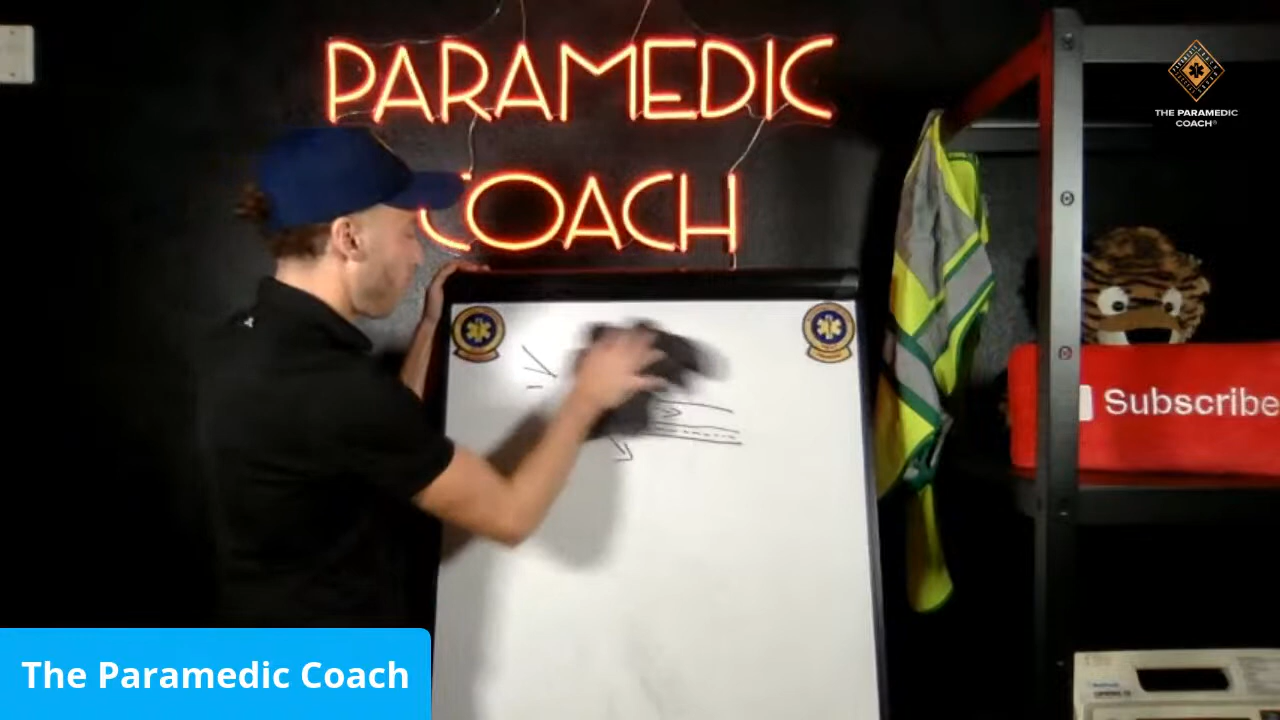 PARAMEDIC
COACH
THE PARAMEDIC
COACH®
Subscribe
The Paramedic Coach